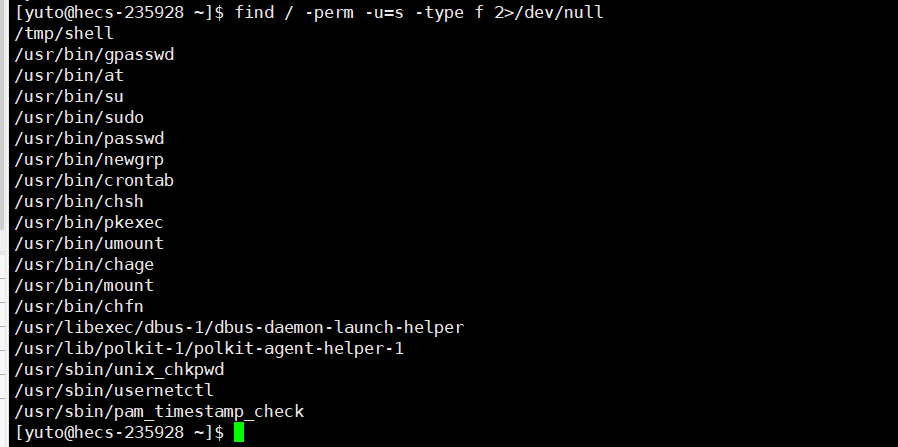 [yuto@hecs-235928 ~]$ find / -perm -u=s -type f 2>/dev/null
/tmp/shell
/usr/bin/gpasswd
/usr/bin/at
/usr/bin/su
/usr/bin/sudo
/usr/bin/passwd
/usr/bin/newgrp
/usr/bin/crontab
/usr/bin/chsh
/usr/bin/pkexec
/usr/bin/umount
/usr/bin/chage
/usr/bin/mount
/usr/bin/chfn
/usr/libexec/dbus-1/dbus-daemon-launch-helper
/usr/lib/polkit-1/polkit-agent-helper-1
/usr/sbin/unix_chkpwd
/usr/sbin/usernetctl
/usr/sbin/pam_timestamp_check
[yuto@hecs-235928 ~]$